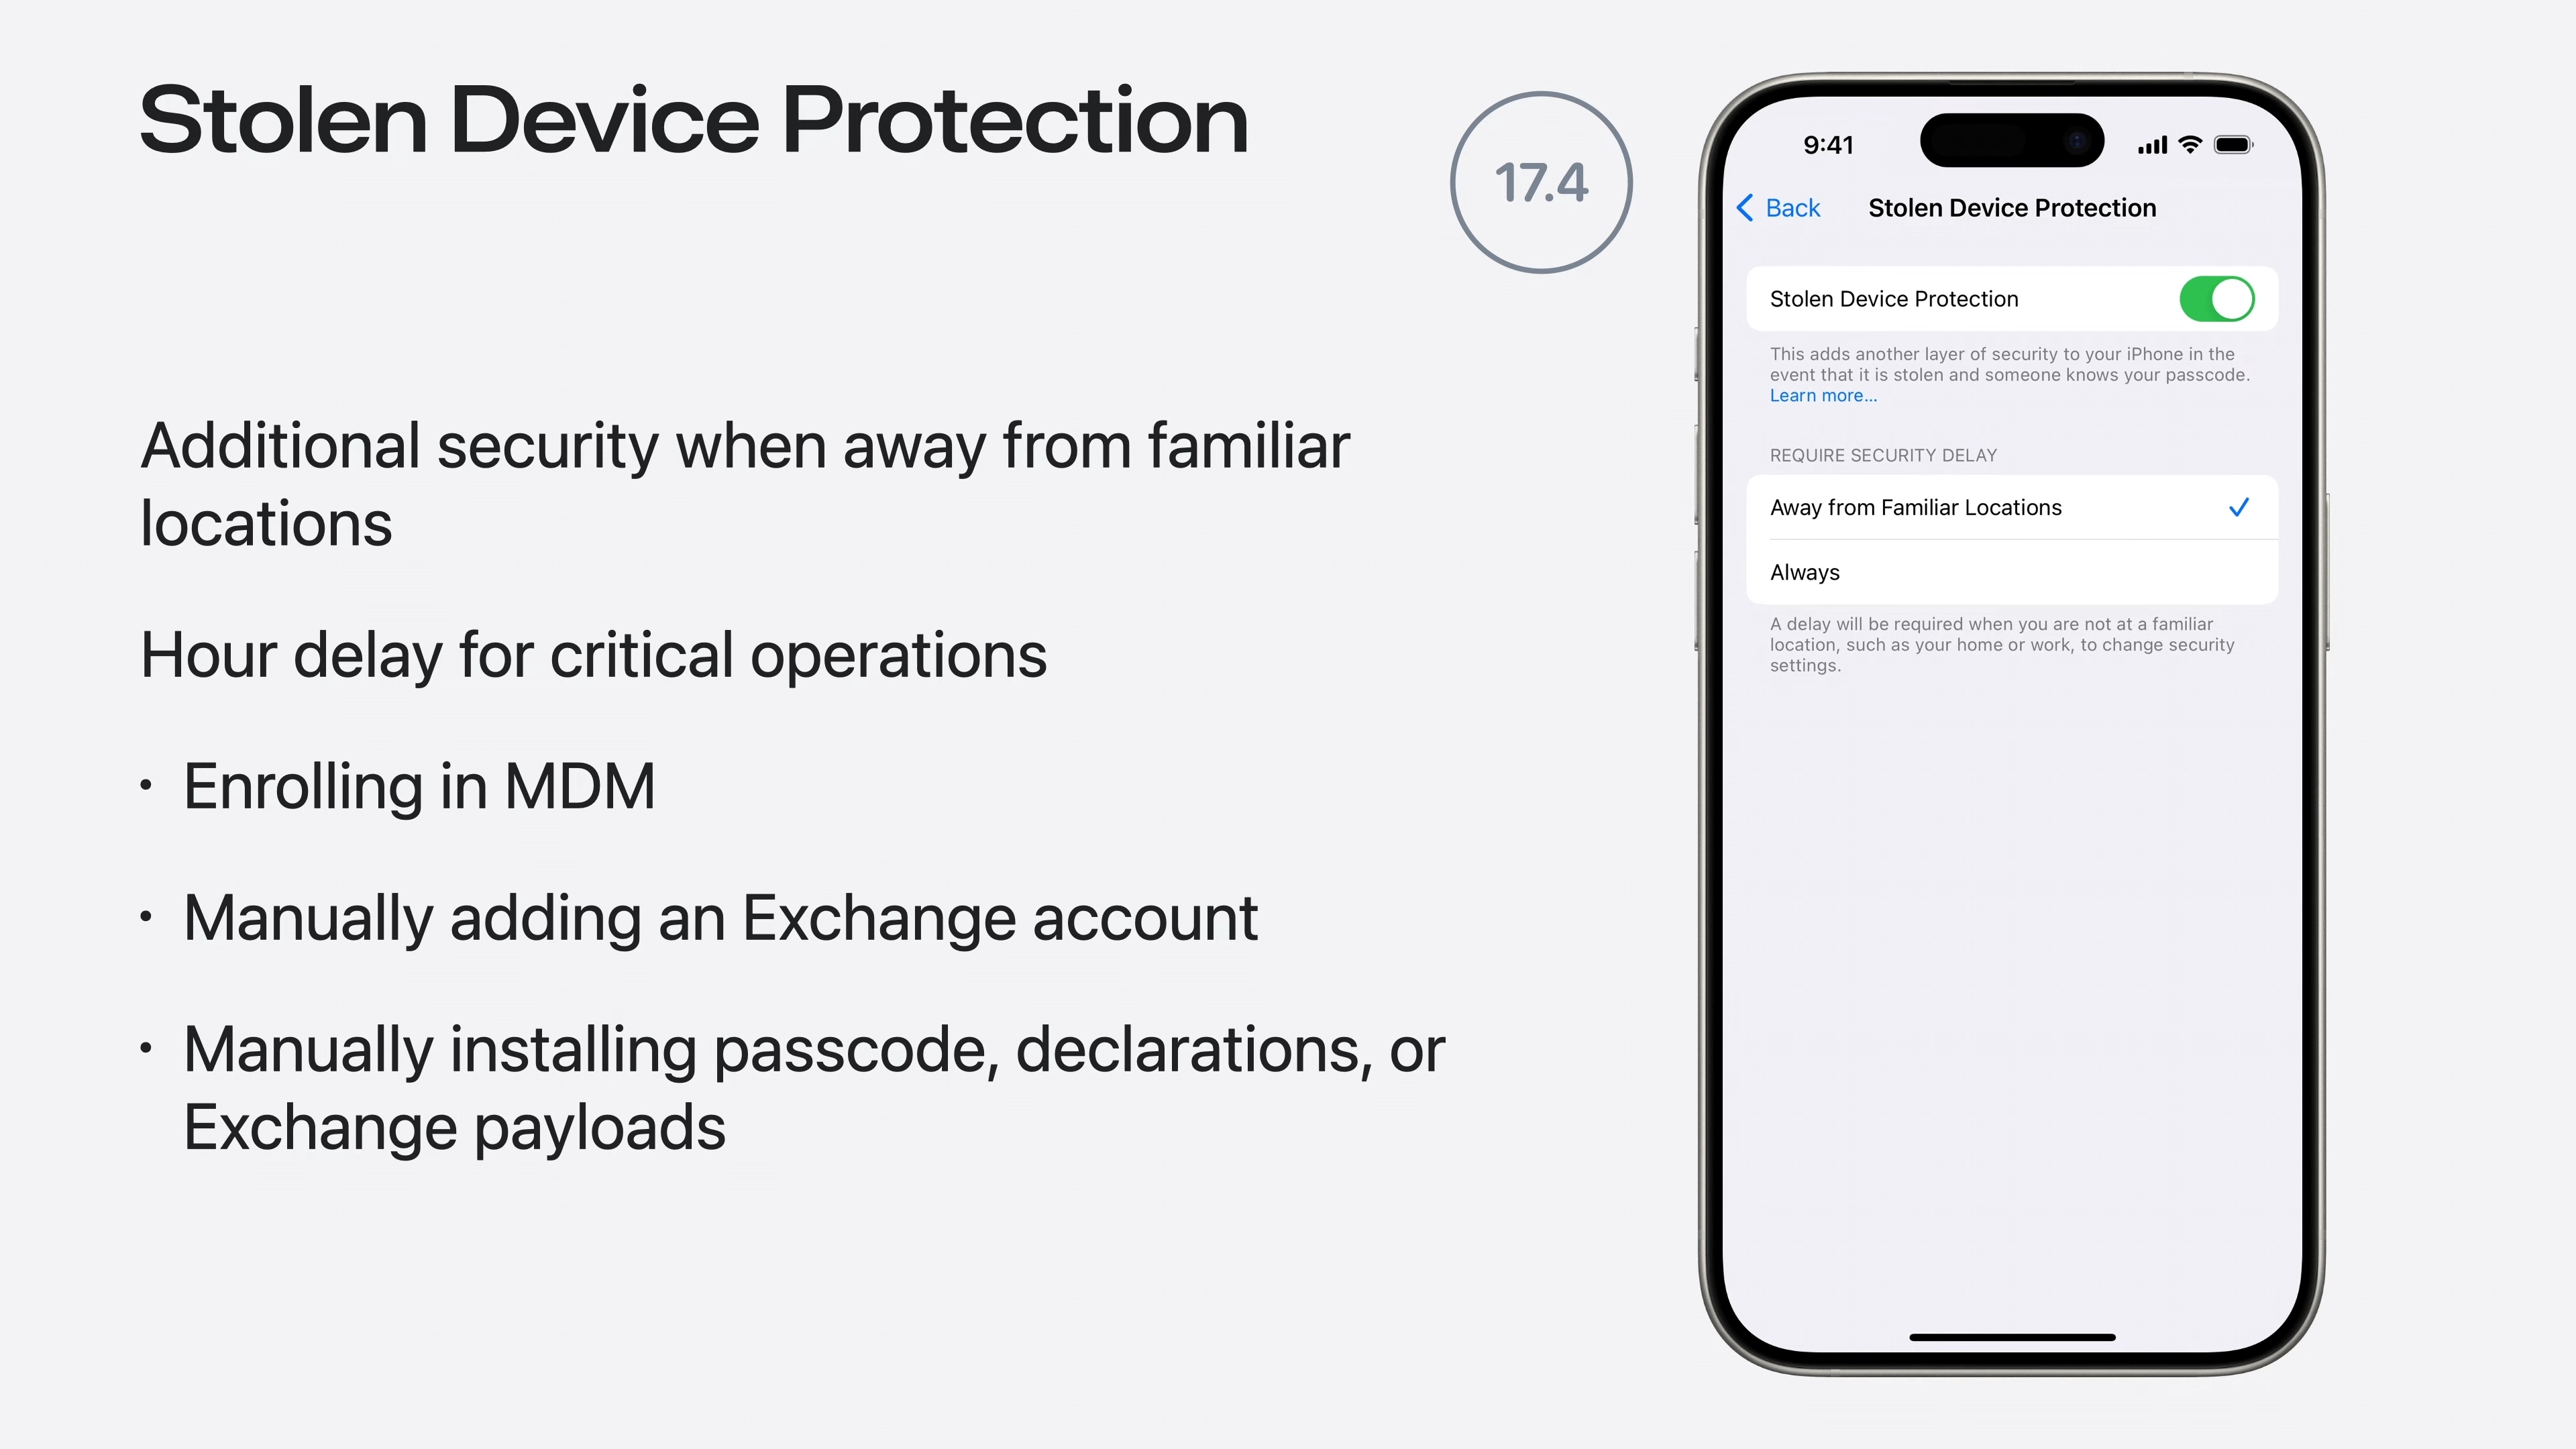 Stolen Device Protection
17.4
Additional security when away from familiar
locations
Hour delay for critical operations
• Enrolling in MDM
• Manually adding an Exchange account
• Manually installing passcode, declarations, or
Exchange payloads
9:41
Back
Stolen Device Protection
Stolen Device Protection
This adds another layer of security to your iPhone in the
event that it is stolen and someone knows your passcode.
Learn more...
REQUIRE SECURITY DELAY
Away from Familiar Locations
Always
A delay will be required when you are not at a familiar
location, such as your home or work, to change security
settings.